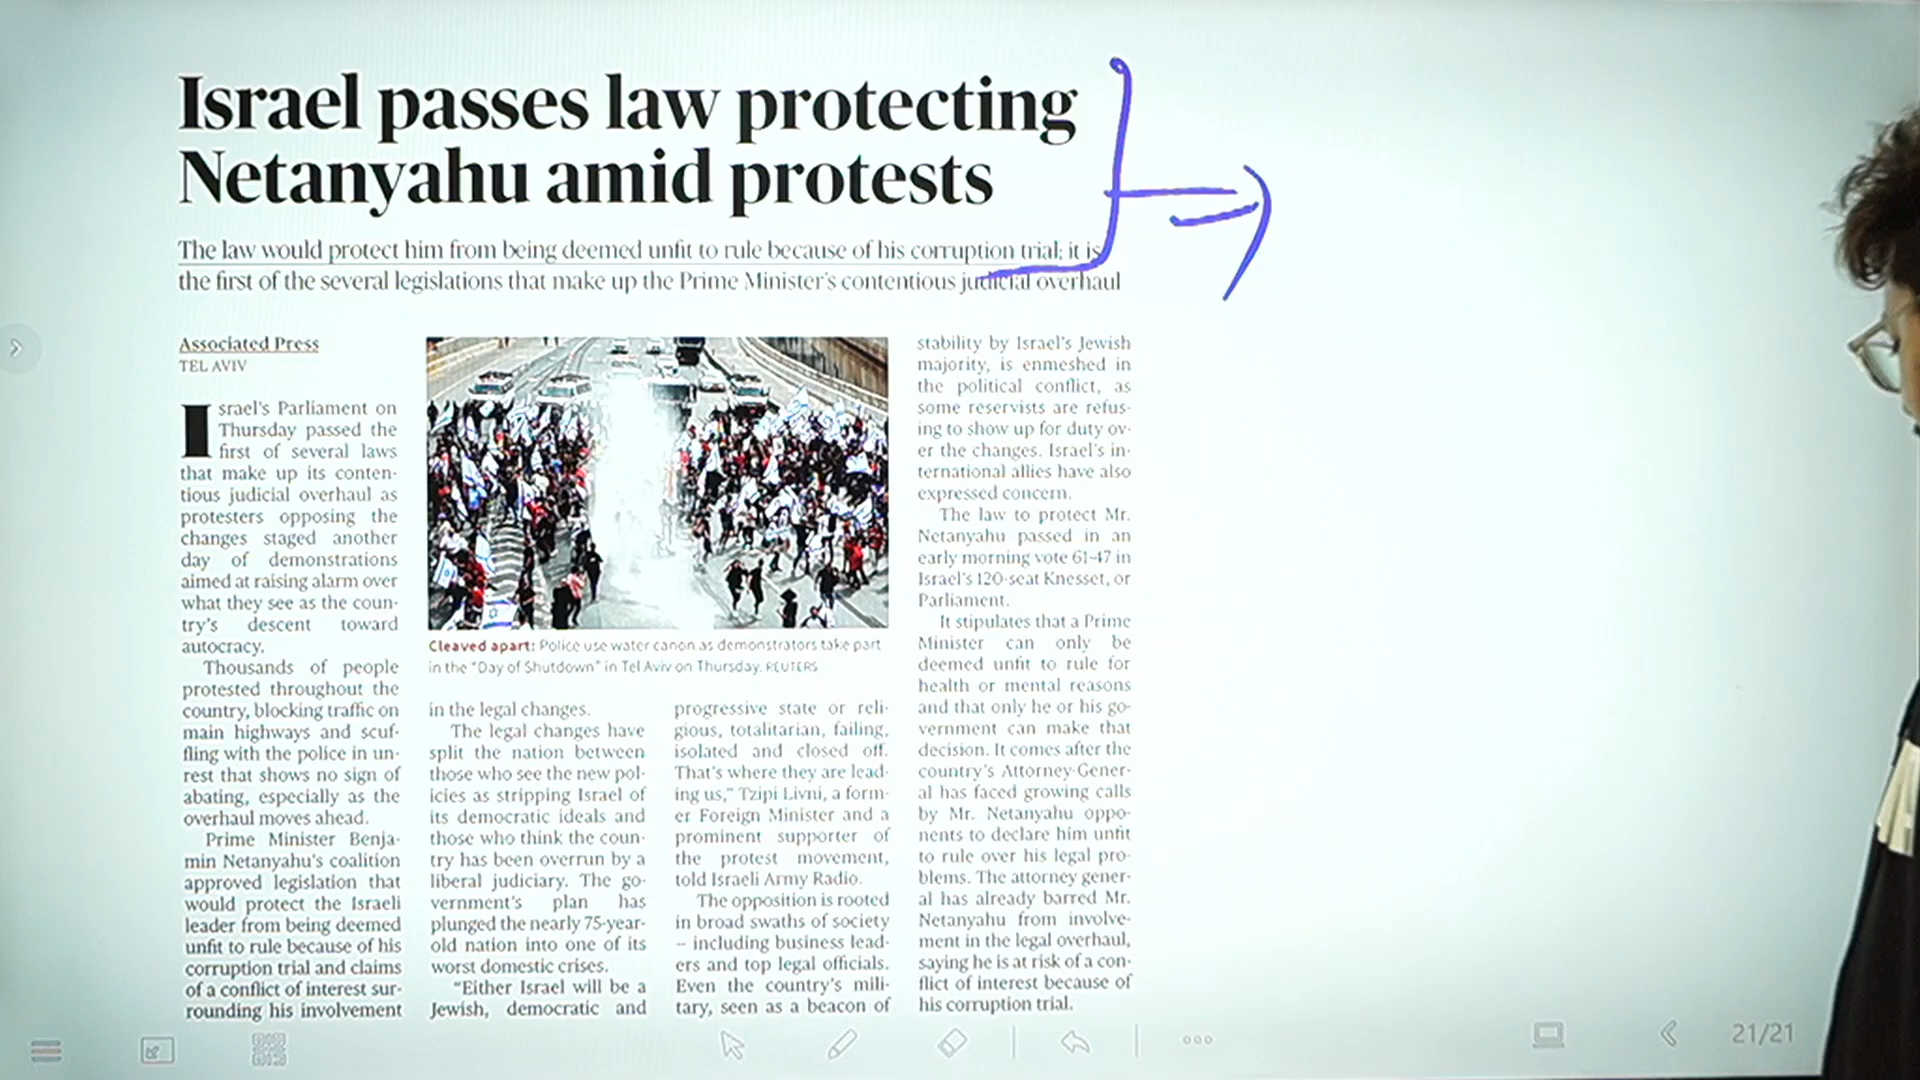 Israel passes law protecting
Netanyahu amid protests
The law would protect him from being deemed unfit to rule because of his corruption trial; it is
the first of the several legislations that make up the Prime Minister's contentious judicial overhaul
Associated Press
TEL AVIV
Israel's Parliament on
Thursday passed the
first of several laws
that make up its conten-
tious judicial overhaul as
protesters opposing the
changes staged another
day of demonstrations
aimed at raising alarm over
what they see as the coun-
try's descent toward
autocracy.
Thousands of people
protested throughout the
country, blocking traffic on
main highways and scuf-
fling with the police in un-
rest that shows no sign of
abating, especially as the
overhaul moves ahead.
Prime Minister Benja-
min Netanyahu's coalition
approved legislation that
would protect the Israeli
leader from being deemed
unfit to rule because of his
corruption trial and claims
of a conflict of interest sur-
rounding his involvement
Cleaved apart: Police use water canon as demonstrators take part
in the "Day of Shutdown" in Tel Aviv on Thursday. REUTERS
in the legal changes.
The legal changes have
split the nation between
those who see the new pol-
icies as stripping Israel of
its democratic ideals and
those who think the coun-
try has been overrun by a
liberal judiciary. The go-
vernment's plan has
plunged the nearly 75-year-
old nation into one of its
worst domestic crises.
"Either Israel will be a
Jewish, democratic and
progressive state or reli-
gious, totalitarian, failing,
isolated and closed off.
That's where they are lead-
ing us," Tzipi Livni, a form-
er Foreign Minister and a
prominent supporter of
the protest movement,
told Israeli Army Radio.
The opposition is rooted
in broad swaths of society
– including business lead-
ers and top legal officials.
Even the country's mili-
tary, seen as a beacon of
stability by Israel's Jewish
majority, is enmeshed in
the political conflict, as
some reservists are refus-
ing to show up for duty ov-
er the changes. Israel's in-
ternational allies have also
expressed concern.
The law to protect Mr.
Netanyahu passed in an
early morning vote 61-47 in
Israel's 120-seat Knesset, or
Parliament.
It stipulates that a Prime
Minister can only be
deemed unfit to rule for
health or mental reasons
and that only he or his go-
vernment can make that
decision. It comes after the
country's Attorney-Gener-
al has faced growing calls
by Mr. Netanyahu oppo-
nents to declare him unfit
to rule over his legal pro-
blems. The attorney gener-
al has already barred Mr.
Netanyahu from involve-
ment in the legal overhaul,
saying he is at risk of a con-
flict of interest because of
his corruption trial.
21/21